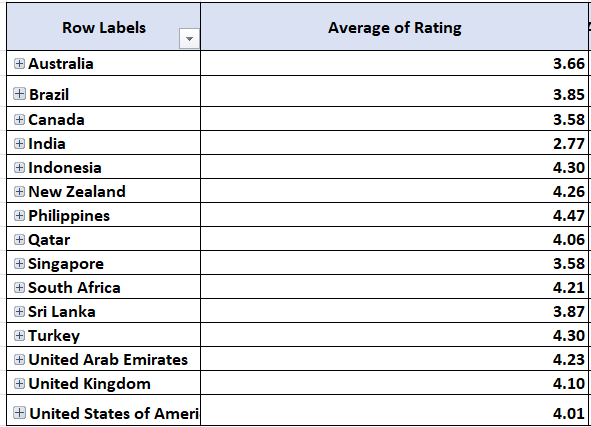 Row Labels Average of Rating
Australia 3.66
Brazil 3.85
Canada 3.58
India 2.77
Indonesia 4.30
New Zealand 4.26
Philippines 4.47
Qatar 4.06
Singapore 3.58
South Africa 4.21
Sri Lanka 3.87
Turkey 4.30
United Arab Emirates 4.23
United Kingdom 4.10
United States of Ameri 4.01